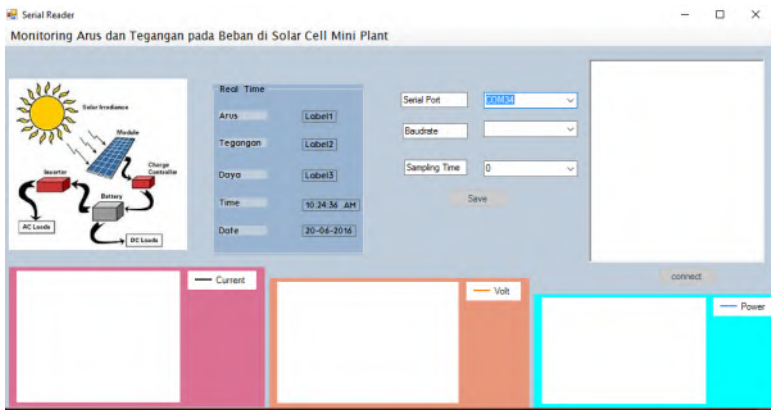 Serial Reader
Monitoring Arus dan Tegangan pada Beban di Solar Cell Mini Plant
Solar Irradiance
Module
Charge
Controller
Inverter
Battery
AC Loads
DC Loads
Real Time
Arus
Label1
Tegangan
Label2
Daya
Label3
Time
10:24:36 AM
Date
20-06-2016
Serial Port
COM34
Baudrate
Sampling Time
0
Save
connect
Current
Volt
Power